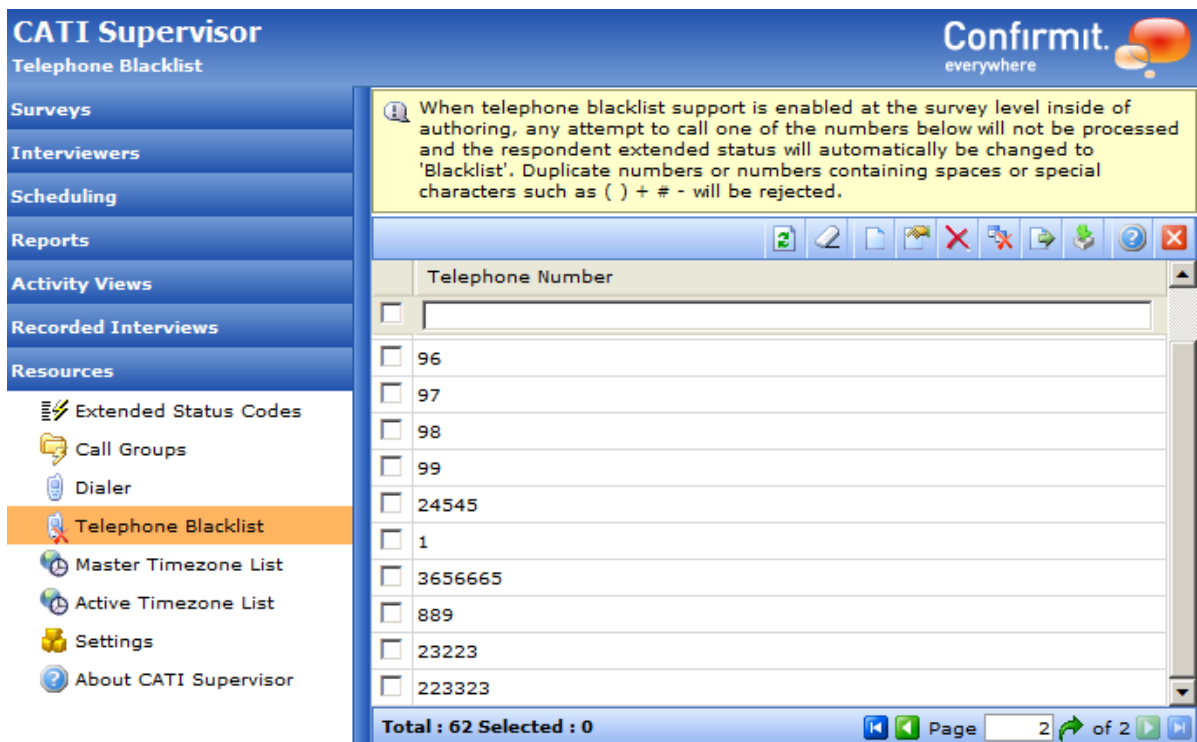 CATI Supervisor
Telephone Blacklist
Confirmit.
everywhere
Surveys
Interviewers
Scheduling
Reports
Activity Views
Recorded Interviews
Resources
Extended Status Codes
Call Groups
Dialer
Telephone Blacklist
Master Timezone List
Active Timezone List
Settings
About CATI Supervisor
When telephone blacklist support is enabled at the survey level inside of
authoring, any attempt to call one of the numbers below will not be processed
and the respondent extended status will automatically be changed to
'Blacklist'. Duplicate numbers or numbers containing spaces or special
characters such as ( ) + # - will be rejected.
Telephone Number
96
97
98
99
24545
1
3656665
889
23223
223323
Total : 62 Selected : 0
Page 2 of 2